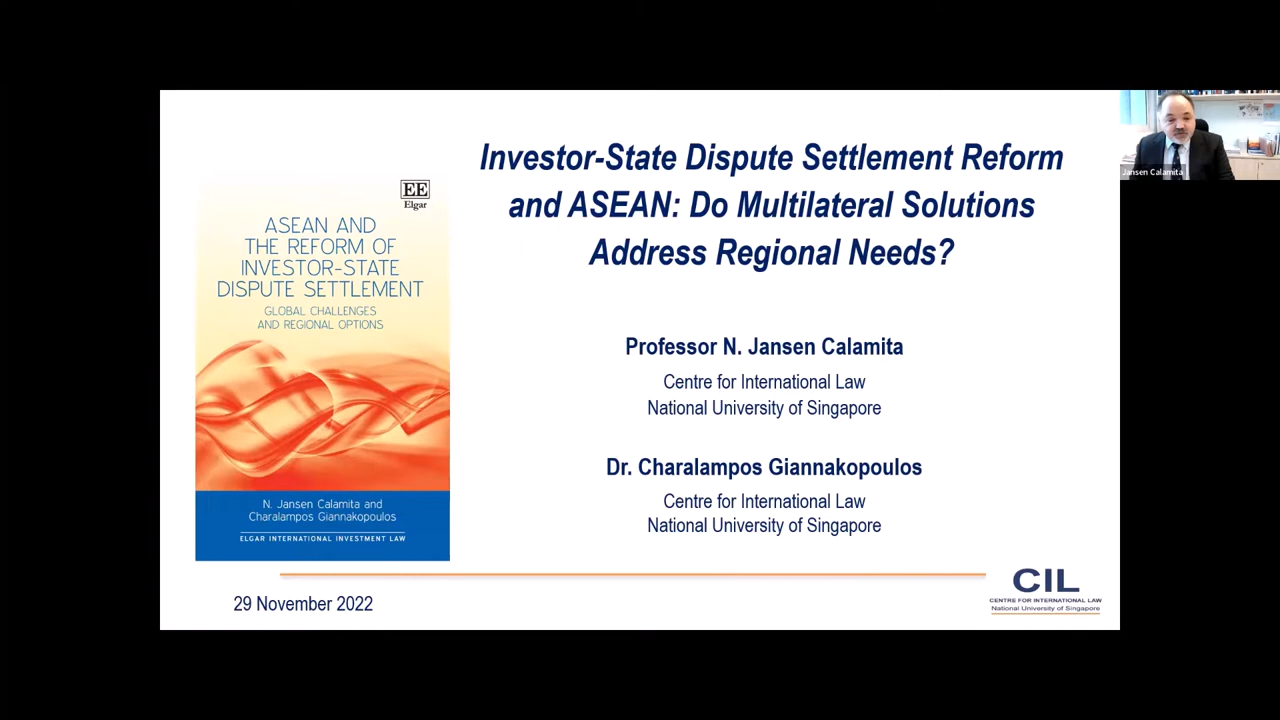 Investor-State Dispute Settlement Reform
and ASEAN: Do Multilateral Solutions
Address Regional Needs?
Jansen Calamita
EE
Elgar
ASEAN AND
THE REFORM OF
INVESTOR-STATE
DISPUTE SETTLEMENT
GLOBAL CHALLENGES
AND REGIONAL OPTIONS
N. Jansen Calamita and
Charalampos Giannakopoulos
ELGAR INTERNATIONAL INVESTMENT LAW
Professor N. Jansen Calamita
Centre for International Law
National University of Singapore
Dr. Charalampos Giannakopoulos
Centre for International Law
National University of Singapore
29 November 2022
CIL
CENTRE FOR INTERNATIONAL LAW
National University of Singapore